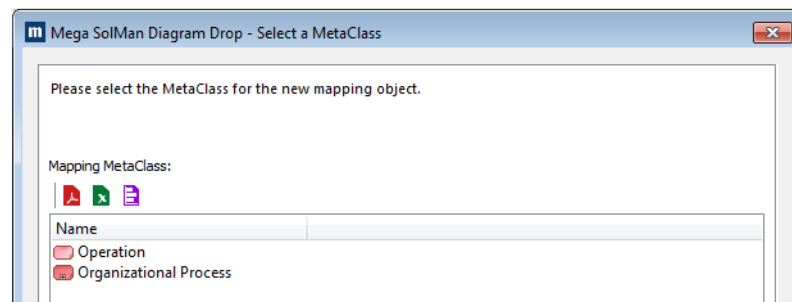 m Mega SolMan Diagram Drop - Select a MetaClass
Please select the MetaClass for the new mapping object.
Mapping MetaClass:
Name
Operation
Organizational Process